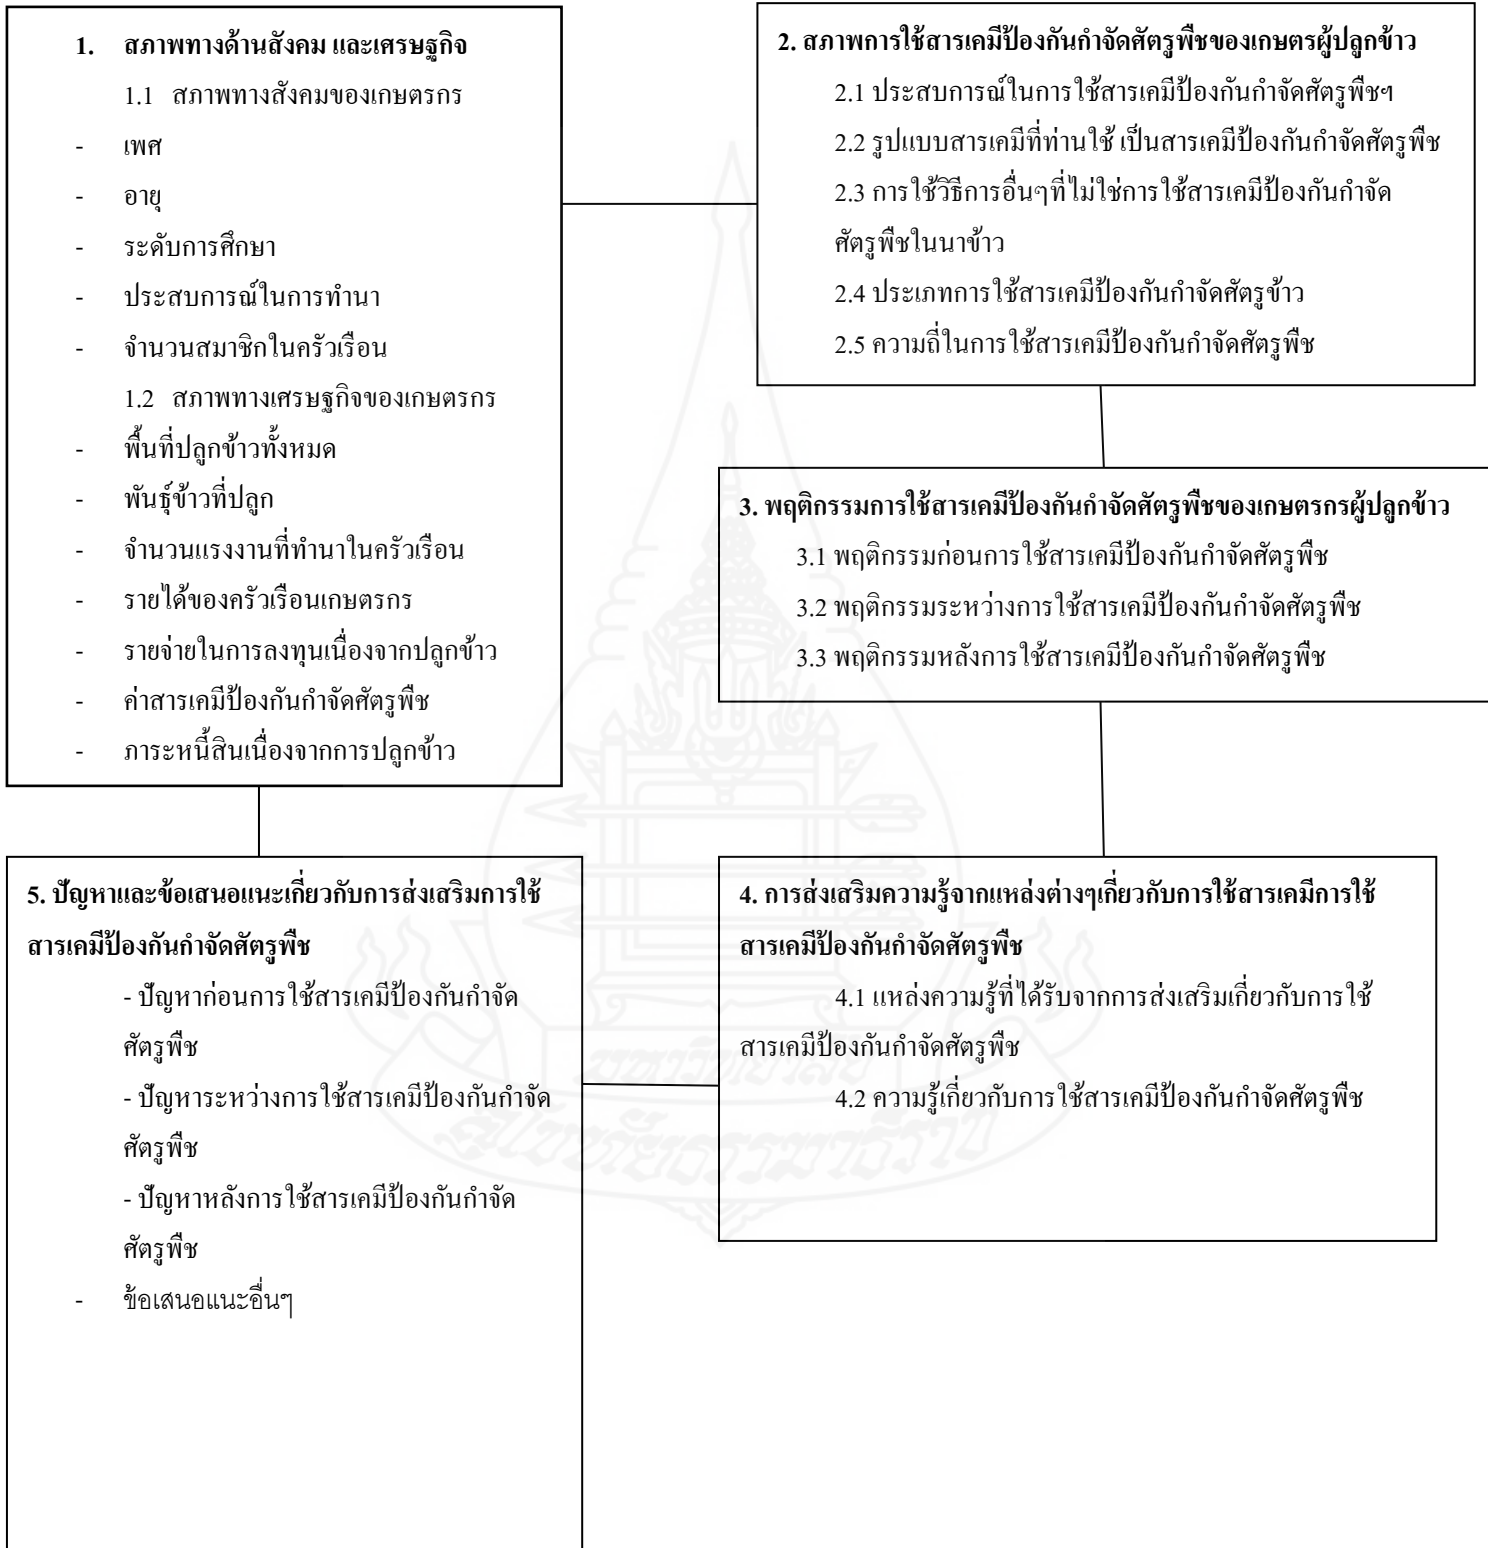 1. สภาพทางด้านสังคม และเศรษฐกิจ
1.1 สภาพทางสังคมของเกษตรกร
- เพศ
- อายุ
- ระดับการศึกษา
- ประสบการณ์ในการทำนา
- จำนวนสมาชิกในครัวเรือน
1.2 สภาพทางเศรษฐกิจของเกษตรกร
- พื้นที่ปลูกข้าวทั้งหมด
- พันธุ์ข้าวที่ปลูก
- จำนวนแรงงานที่ทำนาในครัวเรือน
- รายได้ของครัวเรือนเกษตรกร
- รายจ่ายในการลงทุนเนื่องจากปลูกข้าว
- ค่าสารเคมีป้องกันกำจัดศัตรูพืช
- ภาระหนี้สินเนื่องจากการปลูกข้าว
2. สภาพการใช้สารเคมีป้องกันกำจัดศัตรูพืชของเกษตรผู้ปลูกข้าว
2.1 ประสบการณ์ในการใช้สารเคมีป้องกันกำจัดศัตรูพืชฯ
2.2 รูปแบบสารเคมีที่ท่านใช้ เป็นสารเคมีป้องกันกำจัดศัตรูพืช
2.3 การใช้วิธีการอื่นๆที่ไม่ใช่การใช้สารเคมีป้องกันกำจัด
ศัตรูพืชในนาข้าว
2.4 ประเภทการใช้สารเคมีป้องกันกำจัดศัตรูข้าว
2.5 ความถี่ในการใช้สารเคมีป้องกันกำจัดศัตรูพืช
3. พฤติกรรมการใช้สารเคมีป้องกันกำจัดศัตรูพืชของเกษตรกรผู้ปลูกข้าว
3.1 พฤติกรรมก่อนการใช้สารเคมีป้องกันกำจัดศัตรูพืช
3.2 พฤติกรรมระหว่างการใช้สารเคมีป้องกันกำจัดศัตรูพืช
3.3 พฤติกรรมหลังการใช้สารเคมีป้องกันกำจัดศัตรูพืช
4. การส่งเสริมความรู้จากแหล่งต่างๆเกี่ยวกับการใช้สารเคมีการใช้
สารเคมีป้องกันกำจัดศัตรูพืช
4.1 แหล่งความรู้ที่ได้รับจากการส่งเสริมเกี่ยวกับการใช้
สารเคมีป้องกันกำจัดศัตรูพืช
4.2 ความรู้เกี่ยวกับการใช้สารเคมีป้องกันกำจัดศัตรูพืช
5. ปัญหาและข้อเสนอแนะเกี่ยวกับการส่งเสริมการใช้
สารเคมีป้องกันกำจัดศัตรูพืช
- ปัญหาก่อนการใช้สารเคมีป้องกันกำจัด
ศัตรูพืช
- ปัญหาระหว่างการใช้สารเคมีป้องกันกำจัด
ศัตรูพืช
- ปัญหาหลังการใช้สารเคมีป้องกันกำจัด
ศัตรูพืช
- ข้อเสนอแนะอื่นๆ
มหาวิทยาลัย
สุโขทัยธรรมาธิราช